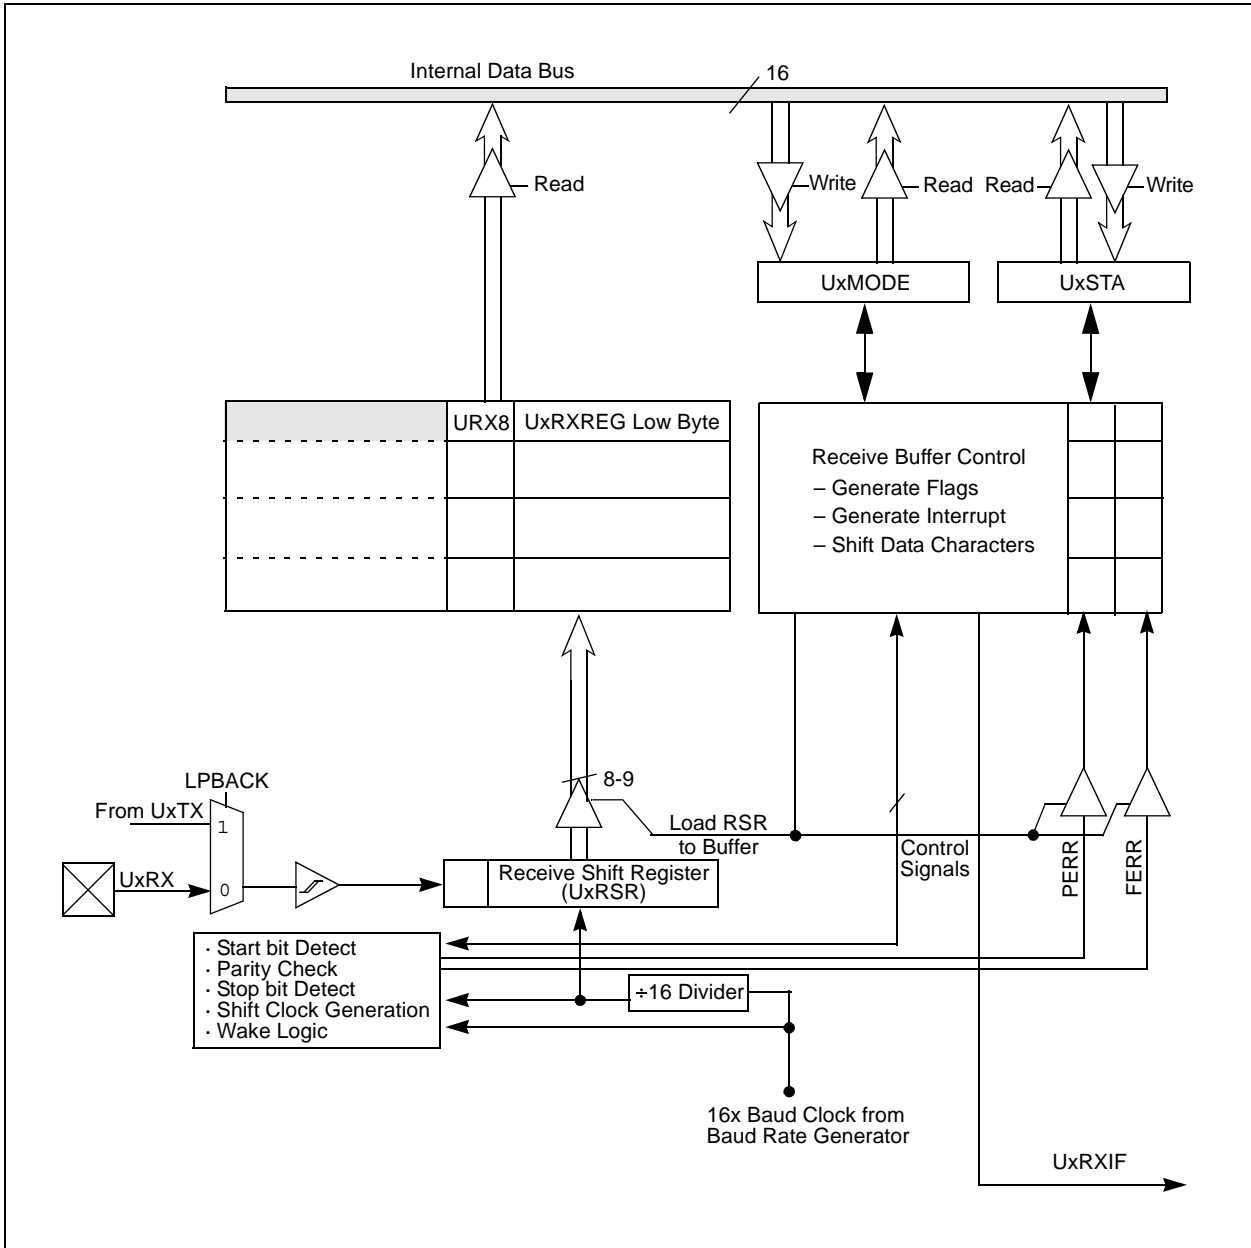 Internal Data Bus
16
Read
Write
Read
Read
Write
UxMODE
UxSTA
URX8
UxRXREG Low Byte
Receive Buffer Control
– Generate Flags
– Generate Interrupt
– Shift Data Characters
LPBACK
8-9
From UxTX
1
Load RSR
to Buffer
Control
Signals
PERR
FERR
UxRX
0
Receive Shift Register
(UxRSR)
· Start bit Detect
· Parity Check
· Stop bit Detect
· Shift Clock Generation
· Wake Logic
÷16 Divider
16x Baud Clock from
Baud Rate Generator
UxRXIF